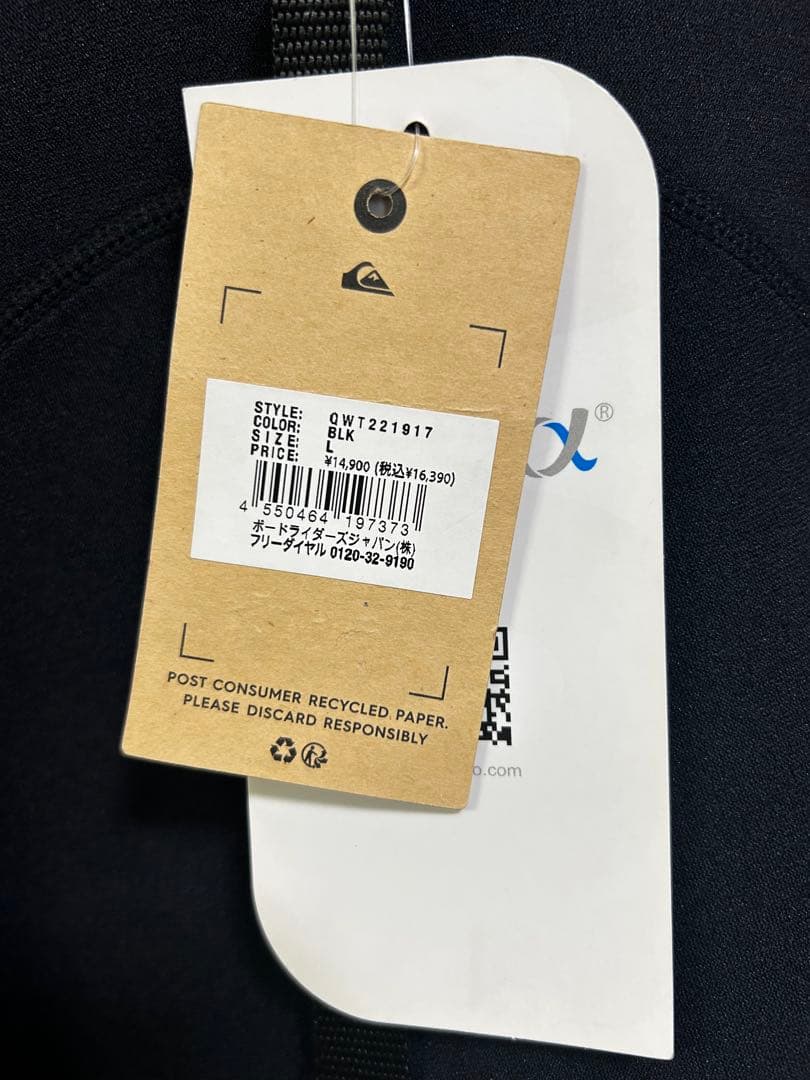 STYLE: QWT221917
COLOR: BLK
SIZE: L
PRICE: ¥14,900 (税込¥16,390)
4 550464 197373
ボードライダーズジャパン(株)
フリーダイヤル 0120-32-9190
POST CONSUMER RECYCLED PAPER.
PLEASE DISCARD RESPONSIBLY
α®
o.com